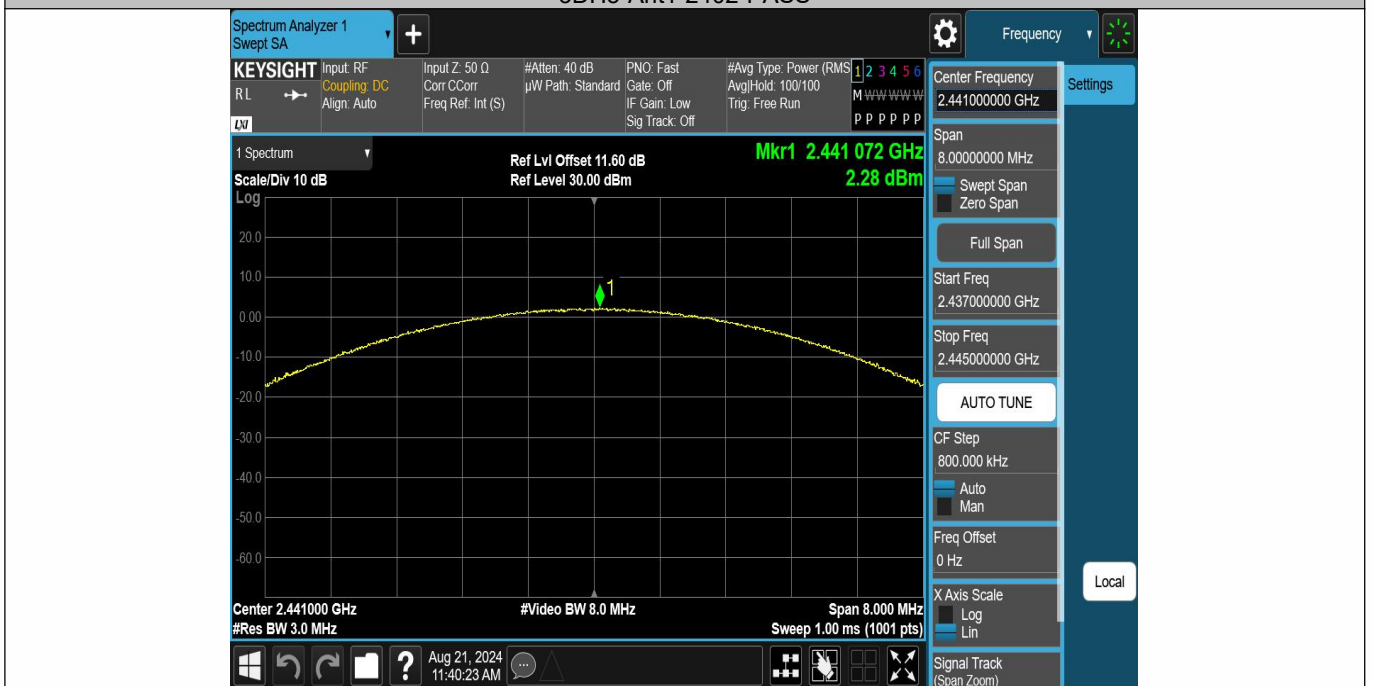 Spectrum Analyzer 1
Swept SA
Frequency
KEYSIGHT
RL
LXI
Input: RF
Coupling: DC
Align: Auto
Input Z: 50 Ω
Corr CCorr
Freq Ref: Int (S)
#Atten: 40 dB
µW Path: Standard
PNO: Fast
Gate: Off
IF Gain: Low
Sig Track: Off
#Avg Type: Power (RMS
Avg|Hold: 100/100
Trig: Free Run
1 2 3 4 5 6
M W W W W W
P P P P P P
1 Spectrum
Scale/Div 10 dB
Log
Ref Lvl Offset 11.60 dB
Ref Level 30.00 dBm
Mkr1 2.441 072 GHz
2.28 dBm
20.0
10.0
0.00
-10.0
-20.0
-30.0
-40.0
-50.0
-60.0
1
Center 2.441000 GHz
#Res BW 3.0 MHz
#Video BW 8.0 MHz
Span 8.000 MHz
Sweep 1.00 ms (1001 pts)
Center Frequency
2.441000000 GHz
Settings
Span
8.00000000 MHz
Swept Span
Zero Span
Full Span
Start Freq
2.437000000 GHz
Stop Freq
2.445000000 GHz
AUTO TUNE
CF Step
800.000 kHz
Auto
Man
Freq Offset
0 Hz
X Axis Scale
Log
Lin
Local
Signal Track
(Span Zoom)
?
Aug 21, 2024
11:40:23 AM